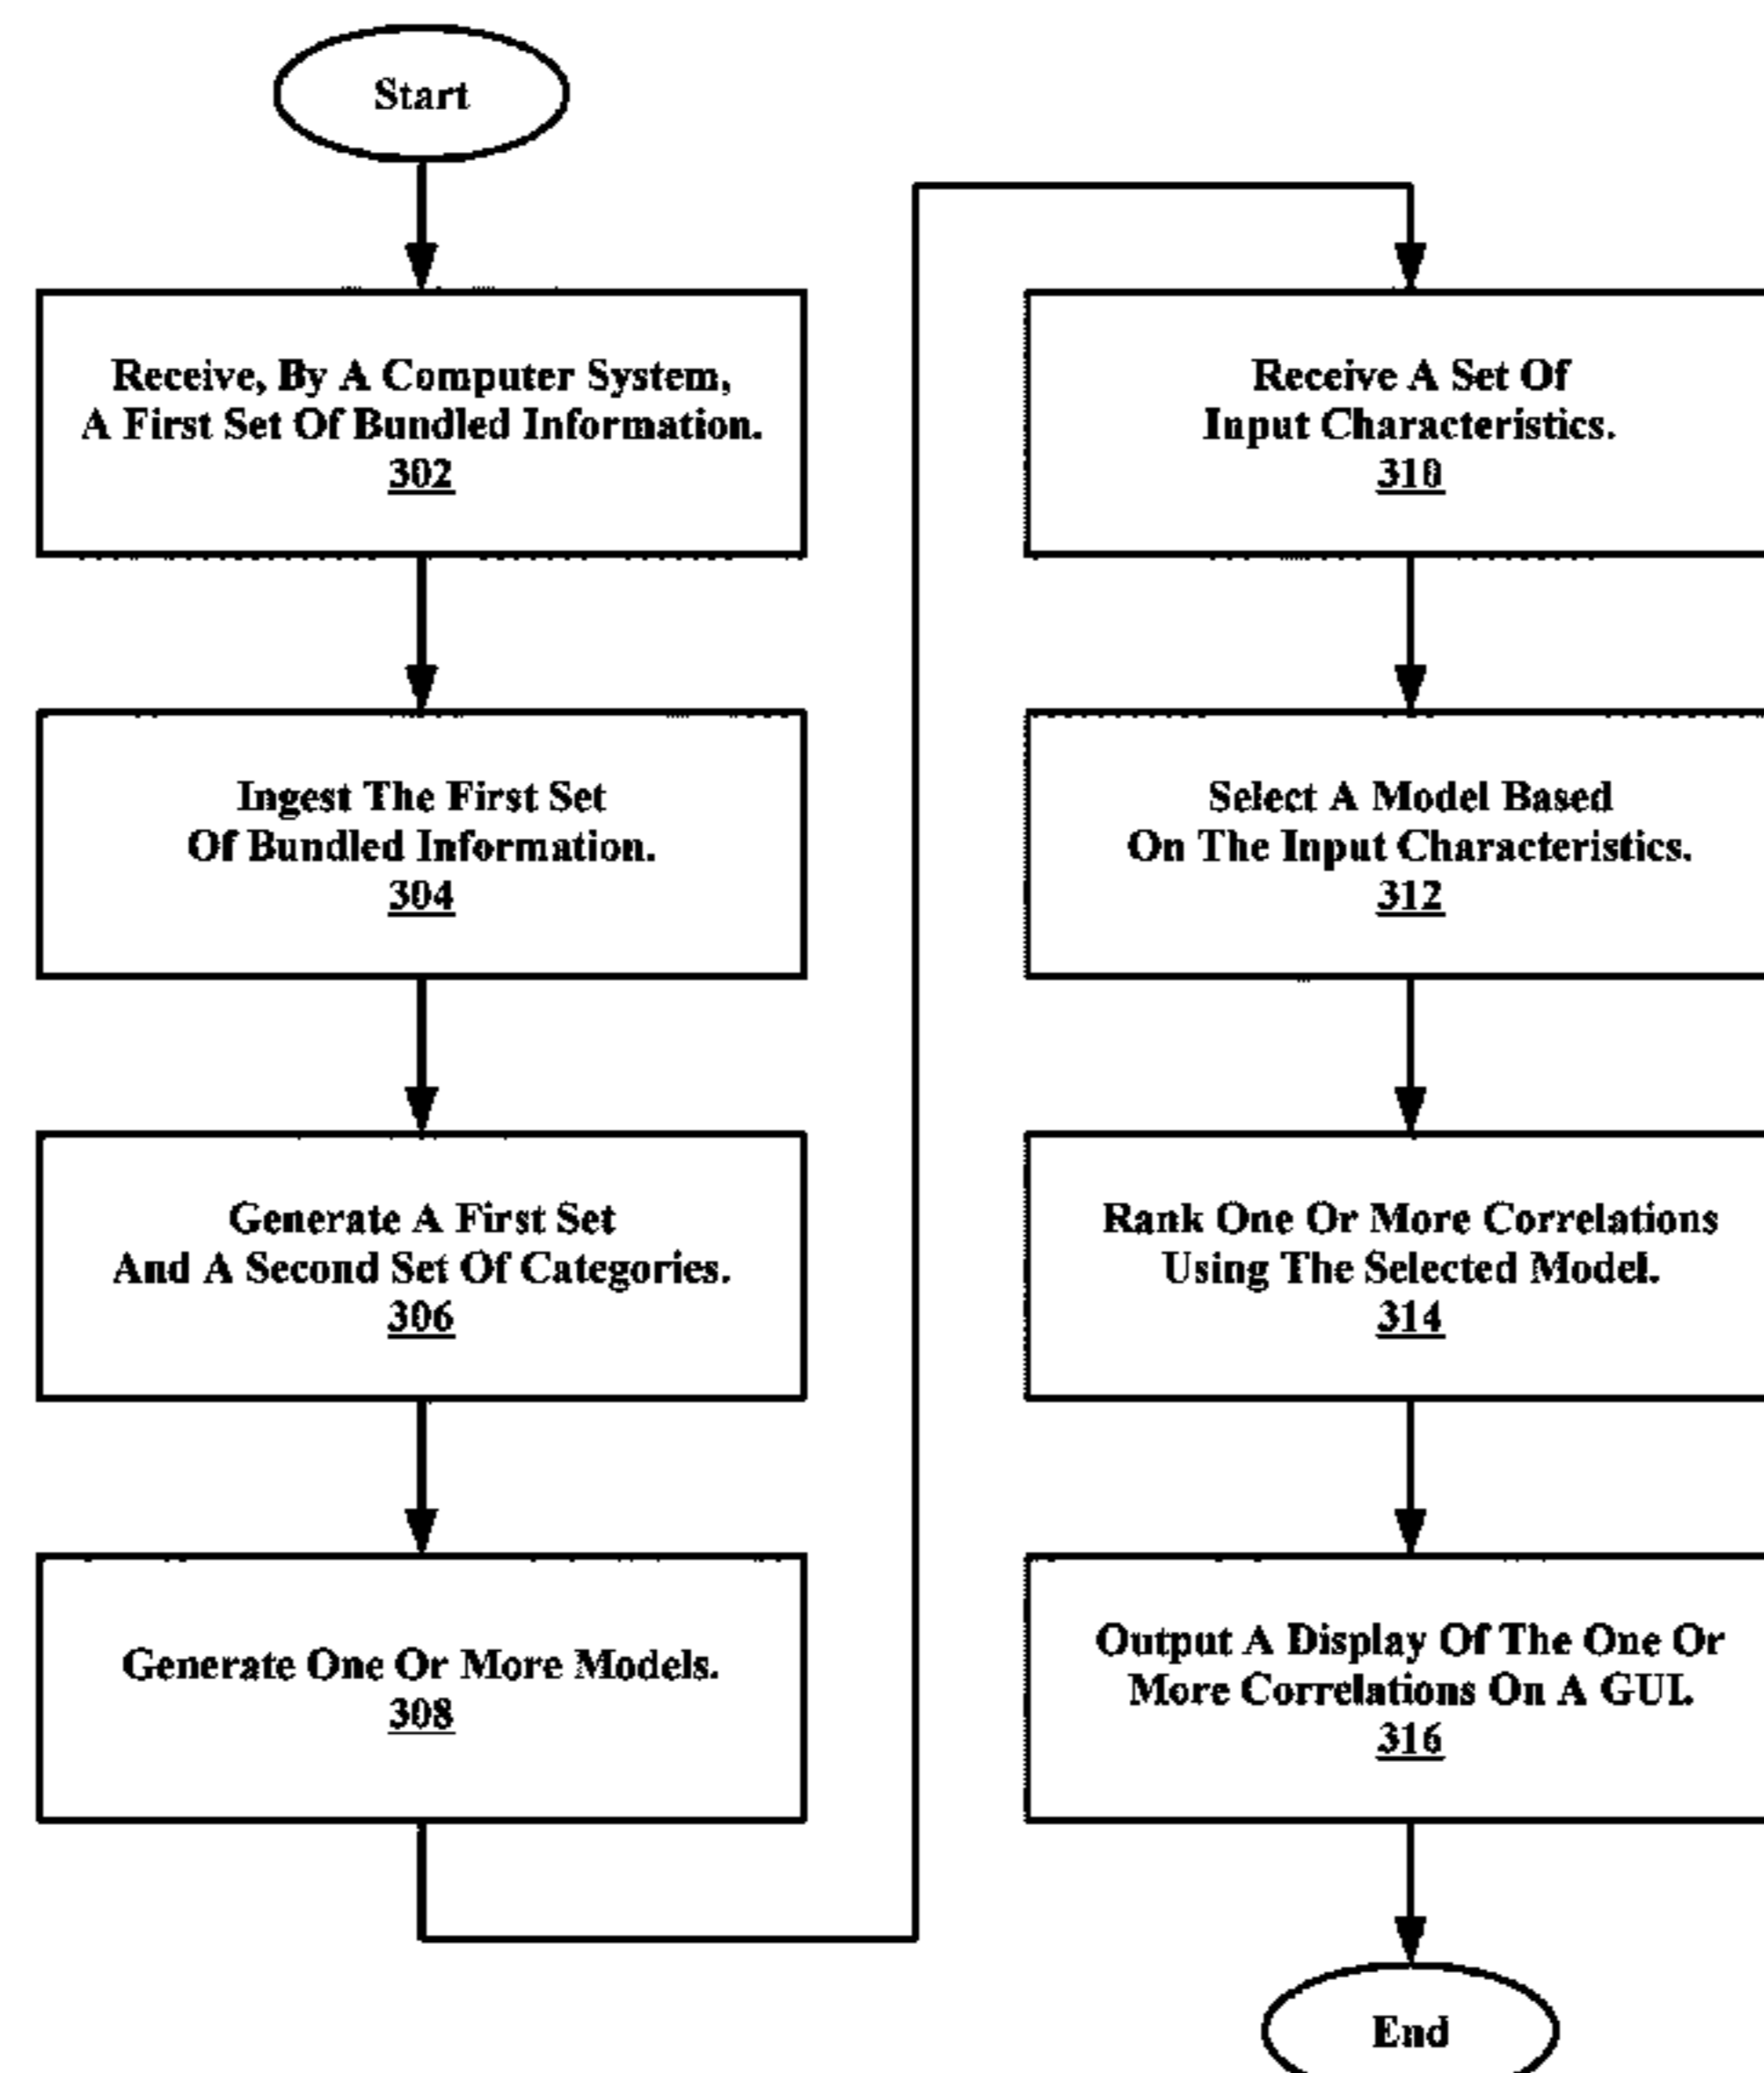 Start
Receive, By A Computer System,
A First Set Of Bundled Information.
302
Ingest The First Set
Of Bundled Information.
304
Generate A First Set
And A Second Set Of Categories.
306
Generate One Or More Models.
308
Receive A Set Of
Input Characteristics.
310
Select A Model Based
On The Input Characteristics.
312
Rank One Or More Correlations
Using The Selected Model.
314
Output A Display Of The One Or
More Correlations On A GUI.
316
End